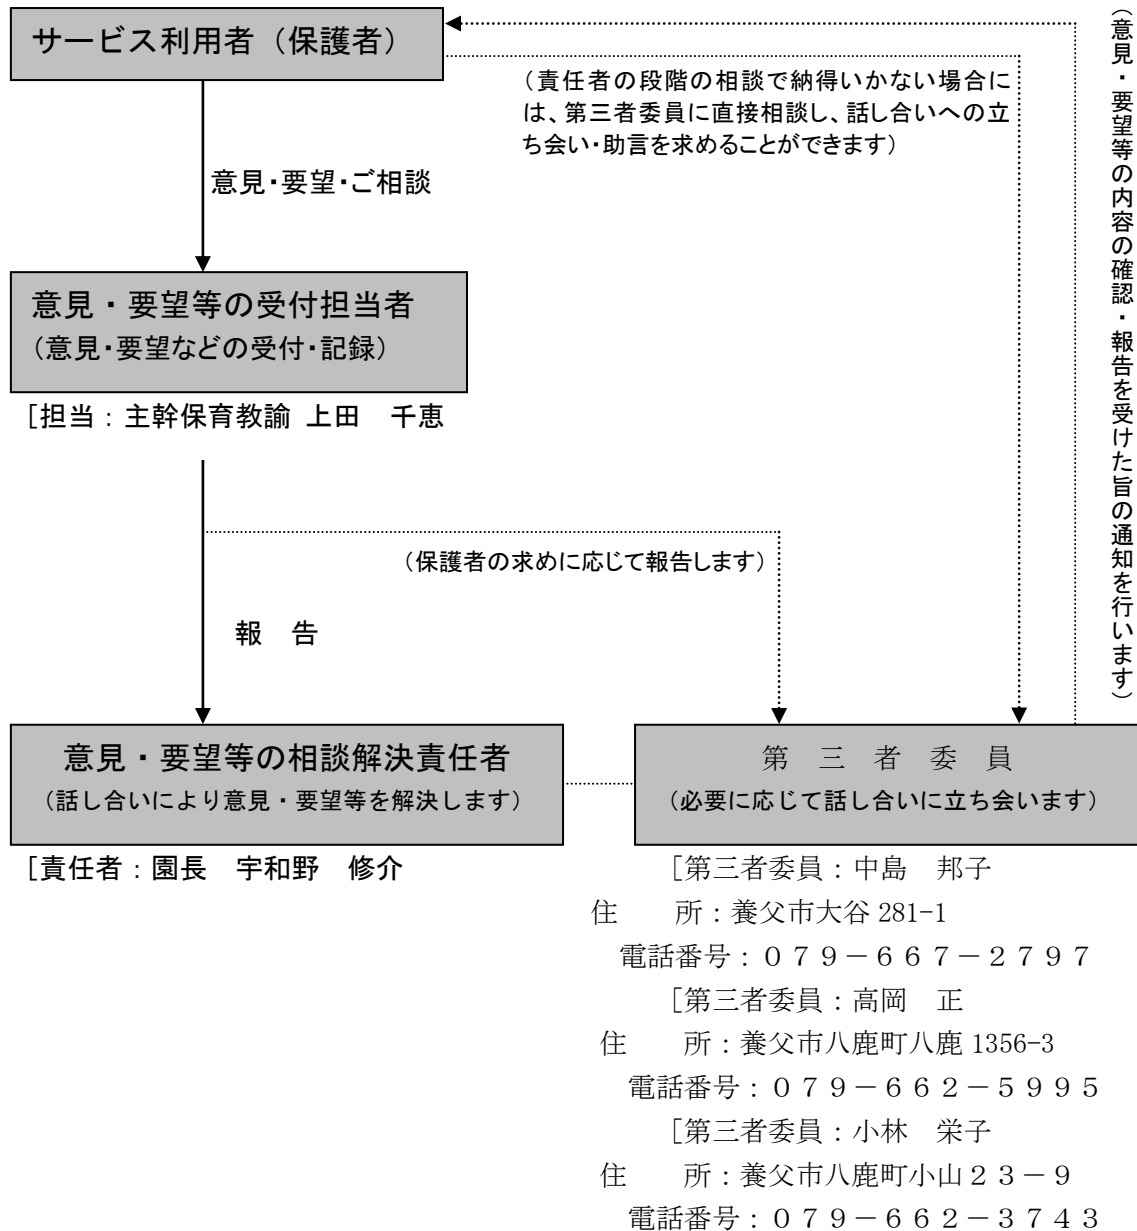 サービス利用者（保護者）
（責任者の段階の相談で納得いかない場合に
は、第三者委員に直接相談し、話し合いへの立
ち会い・助言を求めることができます）
（意見・要望等の内容の確認・報告を受けた旨の通知を行います）
意見・要望・ご相談
意見・要望等の受付担当者
（意見・要望などの受付・記録）
［担当：主幹保育教諭 上田　千恵
（保護者の求めに応じて報告します）
報　告
意見・要望等の相談解決責任者
（話し合いにより意見・要望等を解決します）
［責任者：園長　宇和野　修介
第　三　者　委　員
（必要に応じて話し合いに立ち会います）
［第三者委員：中島　邦子
住　　所：養父市大谷 281-1
電話番号：０７９－６６７－２７９７
［第三者委員：高岡　正
住　　所：養父市八鹿町八鹿 1356-3
電話番号：０７９－６６２－５９９５
［第三者委員：小林　栄子
住　　所：養父市八鹿町小山２３－９
電話番号：０７９－６６２－３７４３